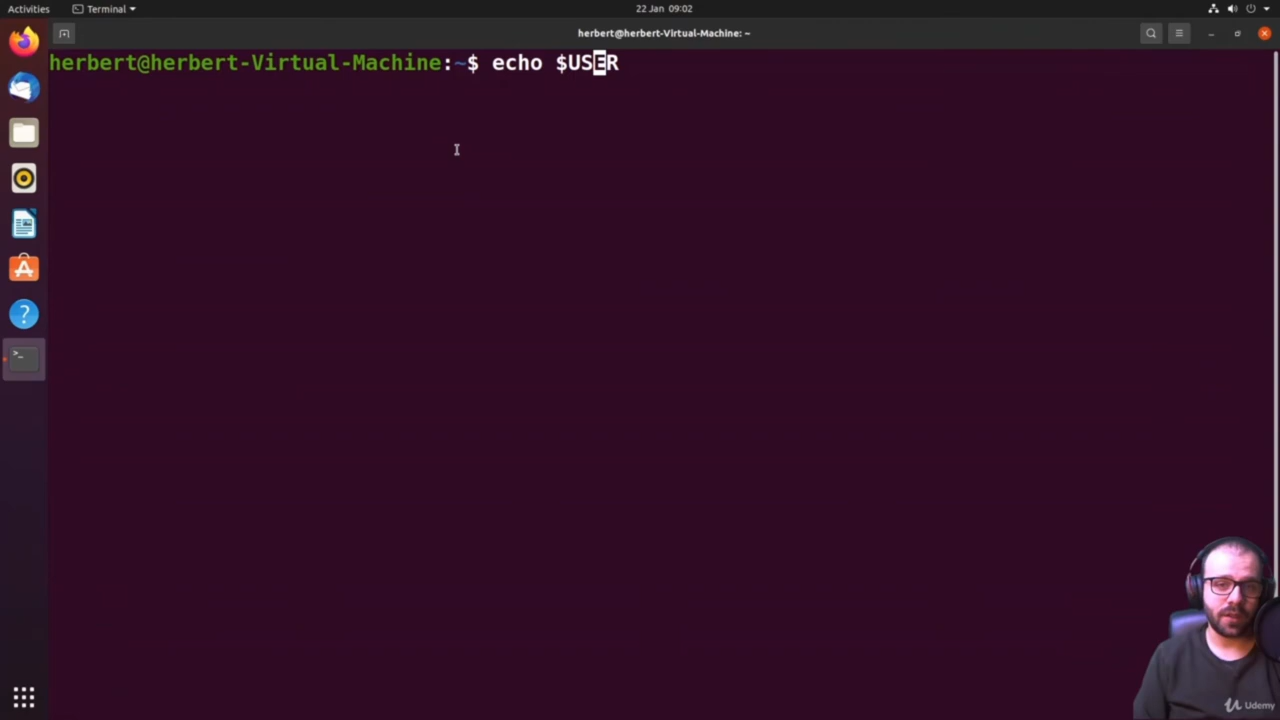 Activities
Terminal
22 Jan 09:02
herbert@herbert-Virtual-Machine: ~
herbert@herbert-Virtual-Machine:~$ echo $USER
Udemy